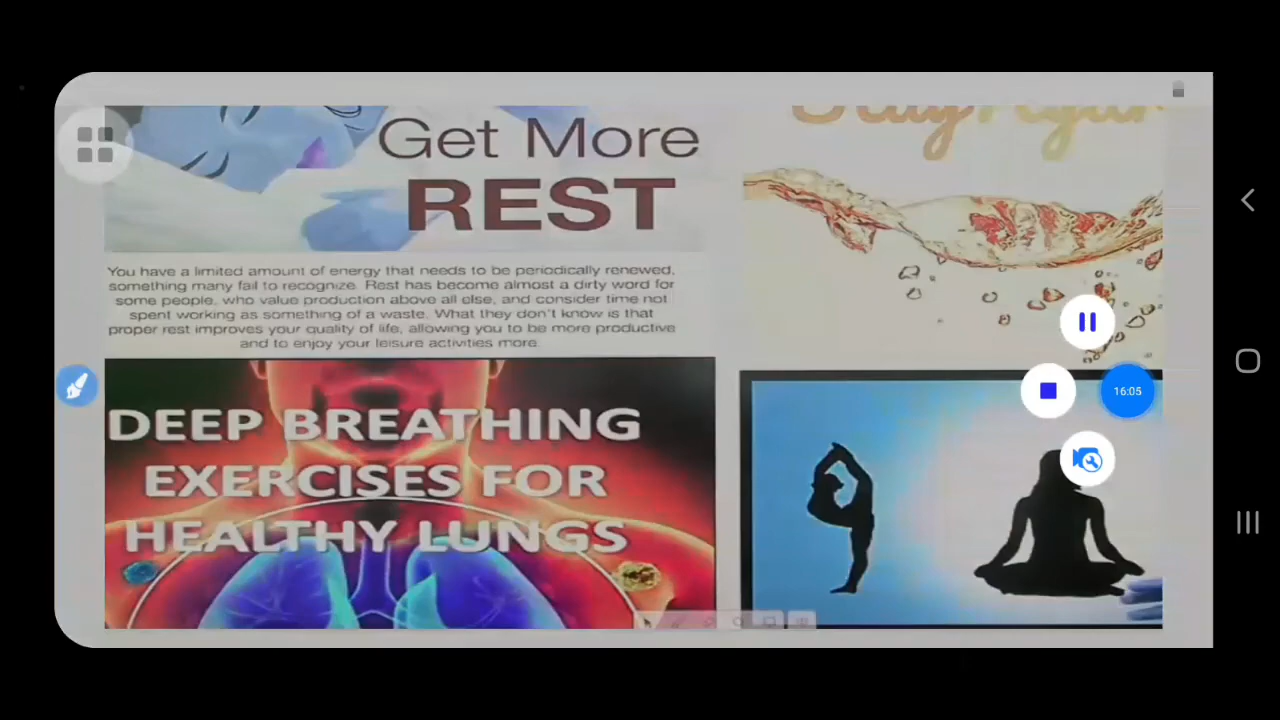 Get More
REST
You have a limited amount of energy that needs to be periodically renewed,
something many fail to recognize. Rest has become almost a dirty word for
some people, who value production above all else, and consider time not
spent working as something of a waste. What they don't know is that
proper rest improves your quality of life, allowing you to be more productive
and to enjoy your leisure activities more.
DEEP BREATHING
EXERCISES FOR
HEALTHY LUNGS
16:05